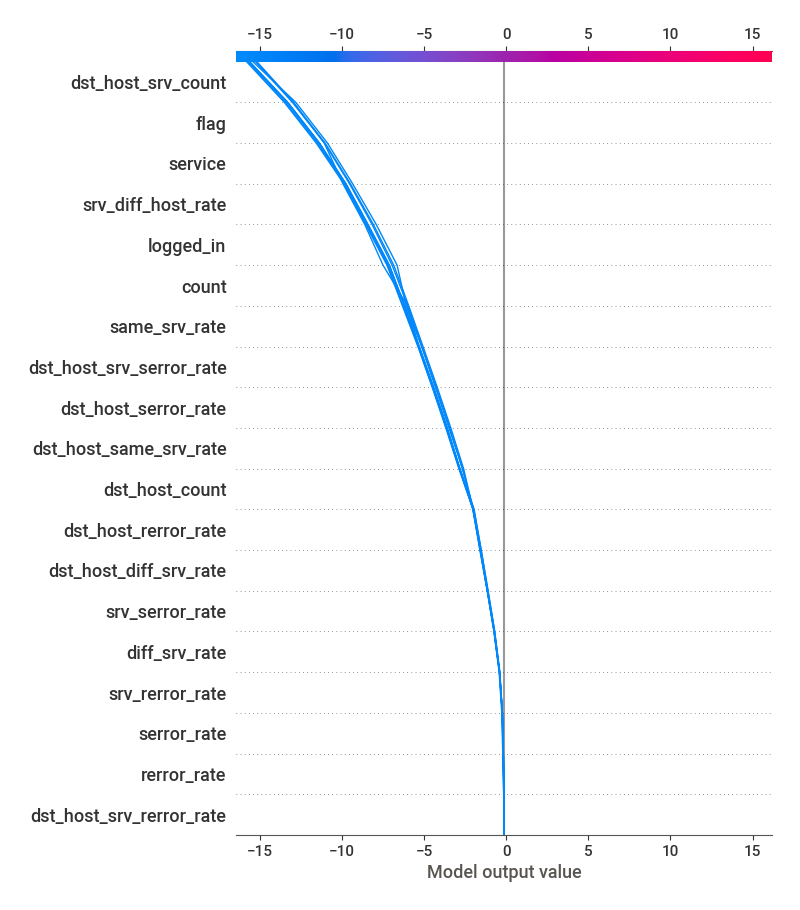 −15 −10 −5 0 5 10 15
dst_host_srv_count
flag
service
srv_diff_host_rate
logged_in
count
same_srv_rate
dst_host_srv_serror_rate
dst_host_serror_rate
dst_host_same_srv_rate
dst_host_count
dst_host_rerror_rate
dst_host_diff_srv_rate
srv_serror_rate
diff_srv_rate
srv_rerror_rate
serror_rate
rerror_rate
dst_host_srv_rerror_rate
−15 −10 −5 0 5 10 15
Model output value